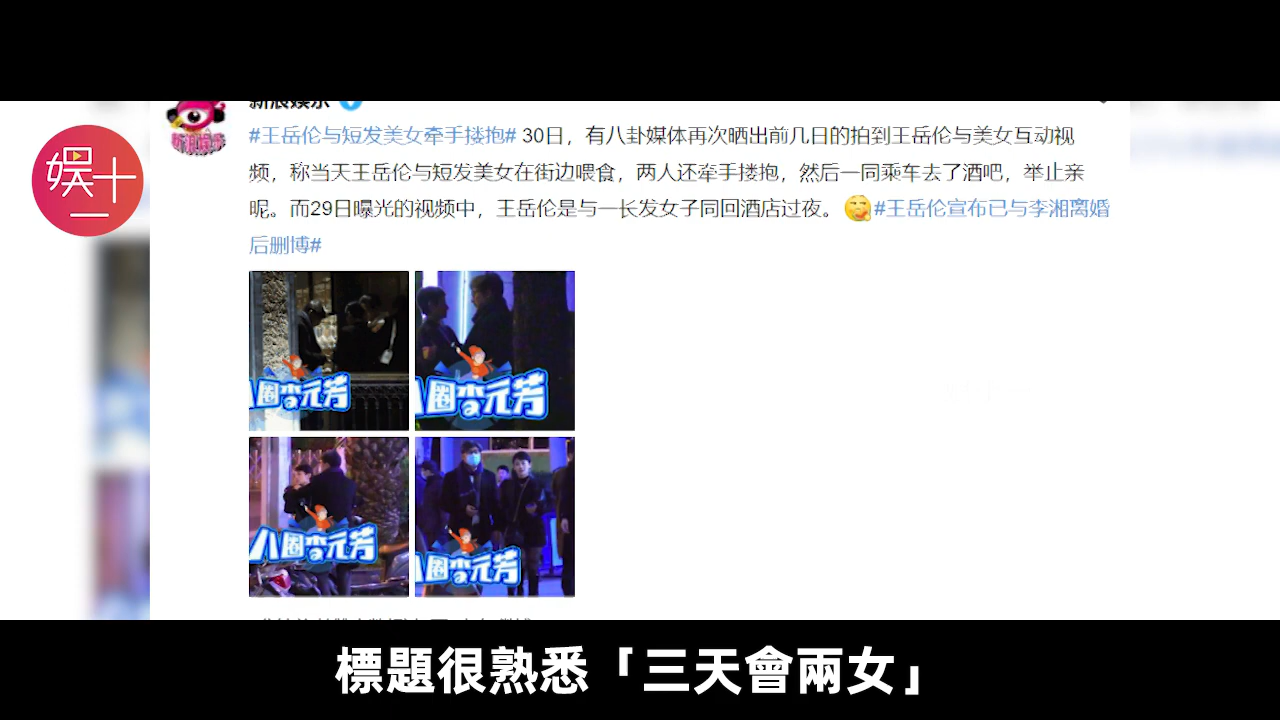 新浪娱乐
#王岳伦与短发美女牵手搂抱# 30日，有八卦媒体再次晒出前几日的拍到王岳伦与美女互动视
频，称当天王岳伦与短发美女在街边喂食，两人还牵手搂抱，然后一同乘车去了酒吧，举止亲
昵。而29日曝光的视频中，王岳伦是与一长发女子同回酒店过夜。#王岳伦宣布已与李湘离婚
后删博#
娱十一
新浪娱乐
八圈李元芳
八圈李元芳
八圈李元芳
八圈李元芳
標題很熟悉「三天會兩女」